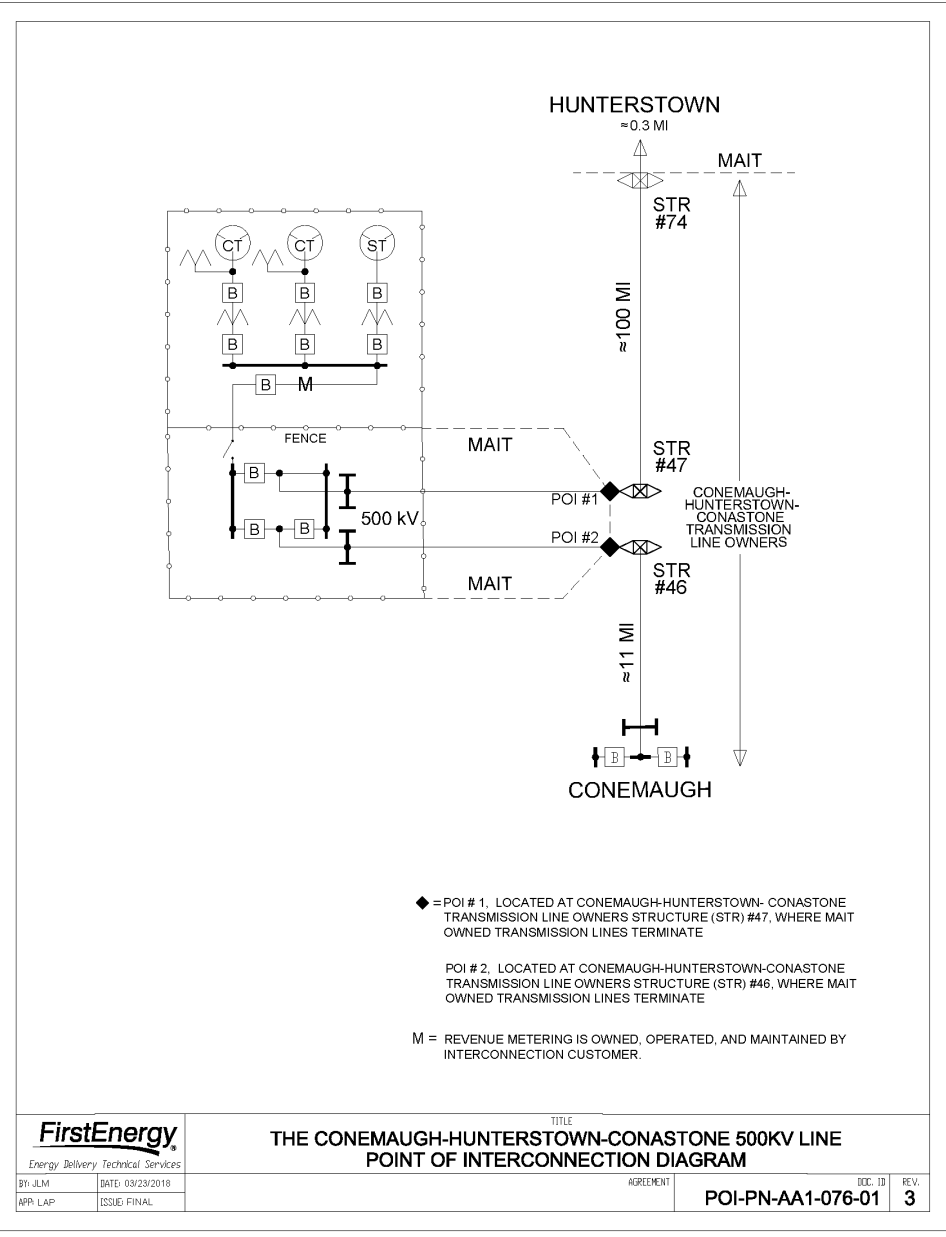 HUNTERSTOWN
≈0.3 MI
MAIT
STR
#74
CT
CT
ST
B
B
B
≈100 MI
B
B
B
B
M
FENCE
MAIT
STR
#47
B
POI #1
CONEMAUGH-
HUNTERSTOWN-
CONASTONE
TRANSMISSION
LINE OWNERS
500 kV
B
B
POI #2
MAIT
STR
#46
≈11 MI
B
B
CONEMAUGH
= POI # 1, LOCATED AT CONEMAUGH-HUNTERSTOWN- CONASTONE
TRANSMISSION LINE OWNERS STRUCTURE (STR) #47, WHERE MAIT
OWNED TRANSMISSION LINES TERMINATE
POI # 2, LOCATED AT CONEMAUGH-HUNTERSTOWN-CONASTONE
TRANSMISSION LINE OWNERS STRUCTURE (STR) #46, WHERE MAIT
OWNED TRANSMISSION LINES TERMINATE
M = REVENUE METERING IS OWNED, OPERATED, AND MAINTAINED BY
INTERCONNECTION CUSTOMER.
FirstEnergy®
Energy Delivery Technical Services
TITLE
THE CONEMAUGH-HUNTERSTOWN-CONASTONE 500KV LINE
POINT OF INTERCONNECTION DIAGRAM
BY: JLM
DATE: 03/23/2018
APP: LAP
ISSUE: FINAL
AGREEMENT
DOC. ID
POI-PN-AA1-076-01
REV.
3